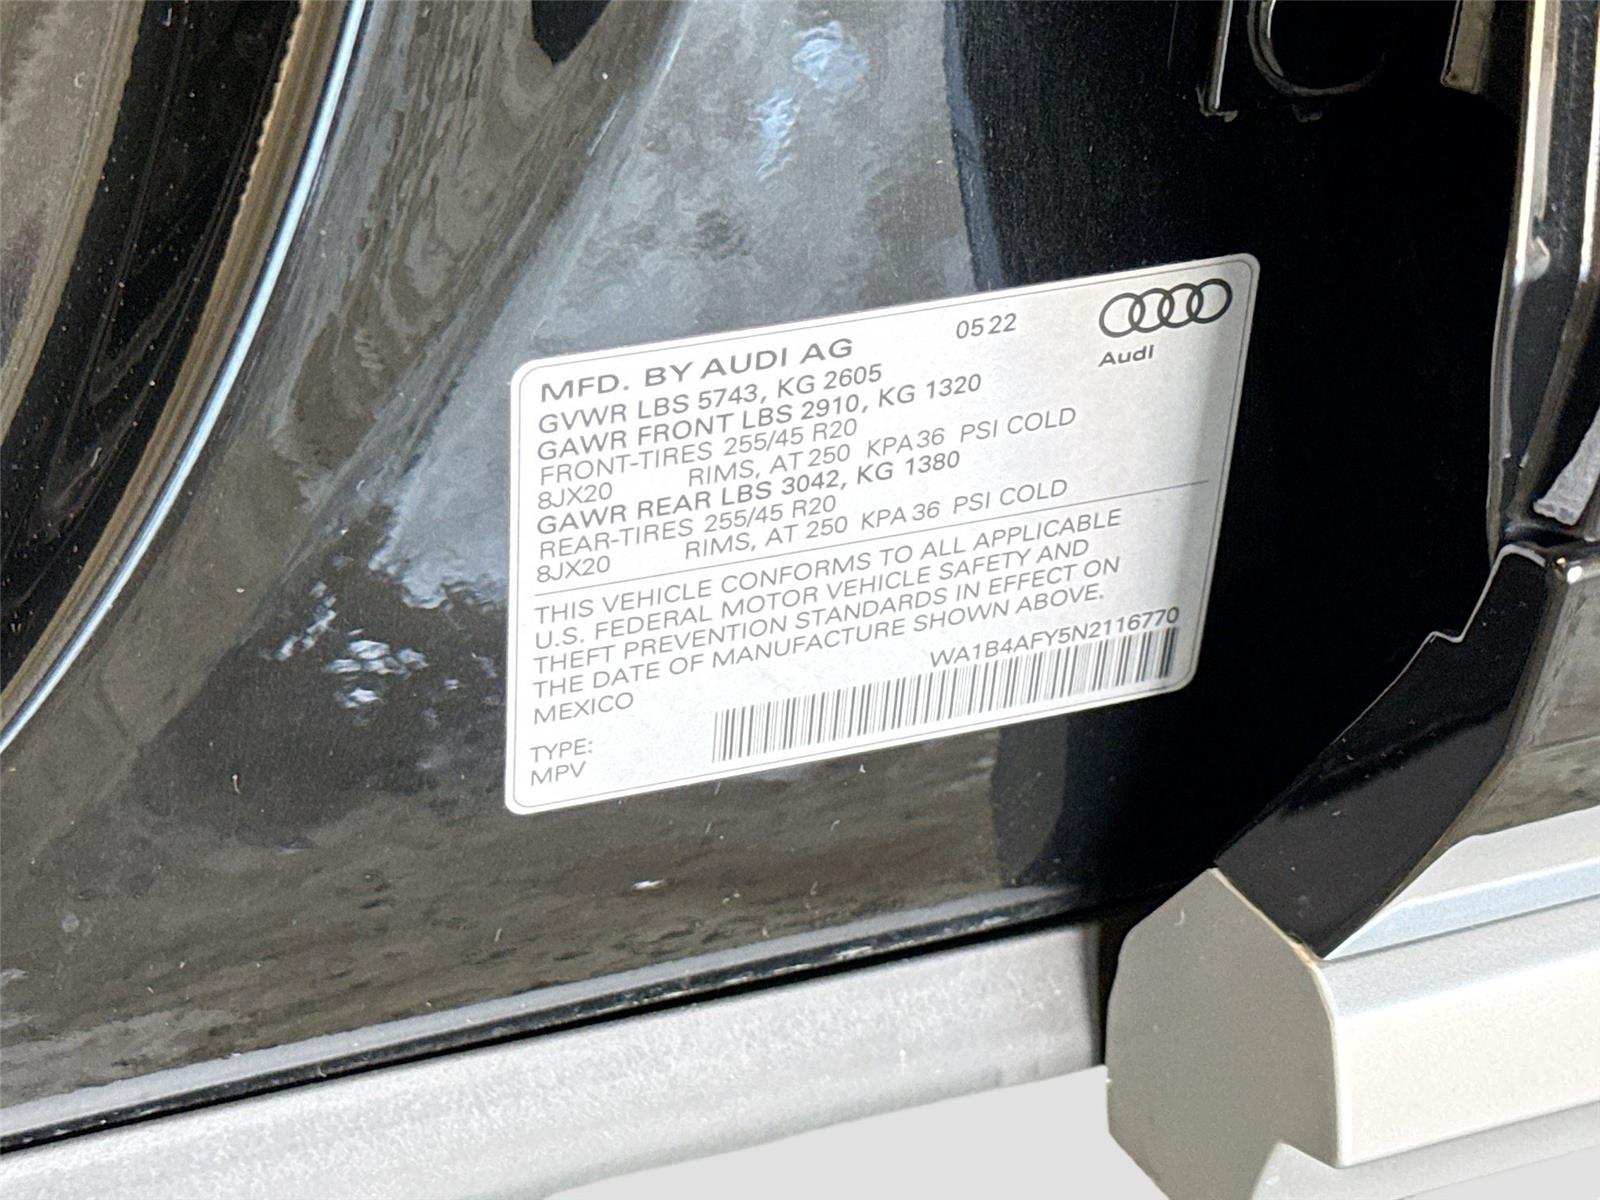 MFD. BY AUDI AG 05 22
Audi
GVWR LBS 5743, KG 2605
GAWR FRONT LBS 2910, KG 1320
FRONT-TIRES 255/45 R20
8JX20 RIMS, AT 250 KPA 36 PSI COLD
GAWR REAR LBS 3042, KG 1380
REAR-TIRES 255/45 R20
8JX20 RIMS, AT 250 KPA 36 PSI COLD
THIS VEHICLE CONFORMS TO ALL APPLICABLE
U.S. FEDERAL MOTOR VEHICLE SAFETY AND
THEFT PREVENTION STANDARDS IN EFFECT ON
THE DATE OF MANUFACTURE SHOWN ABOVE.
MEXICO WA1B4AFY5N2116770
TYPE:
MPV